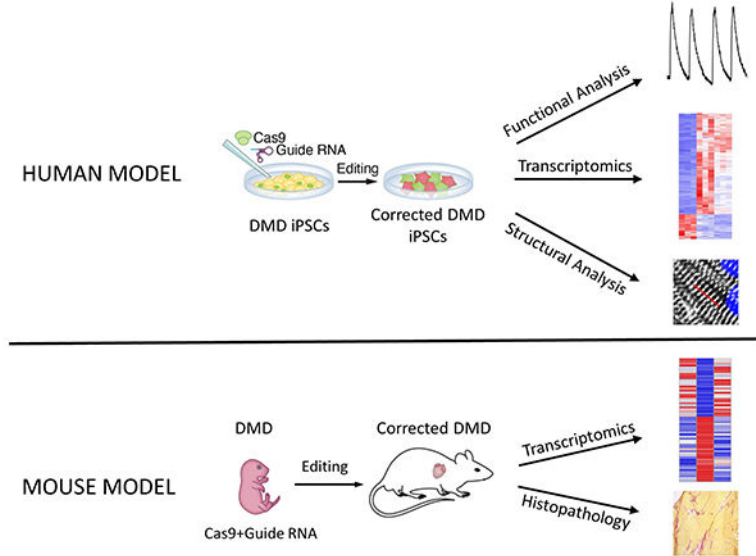 Functional Analysis
Cas9
Guide RNA
HUMAN MODEL
Editing
Transcriptomics
DMD iPSCs
Corrected DMD
iPSCs
Structural Analysis
DMD
Corrected DMD
Transcriptomics
Editing
MOUSE MODEL
Histopathology
Cas9+Guide RNA